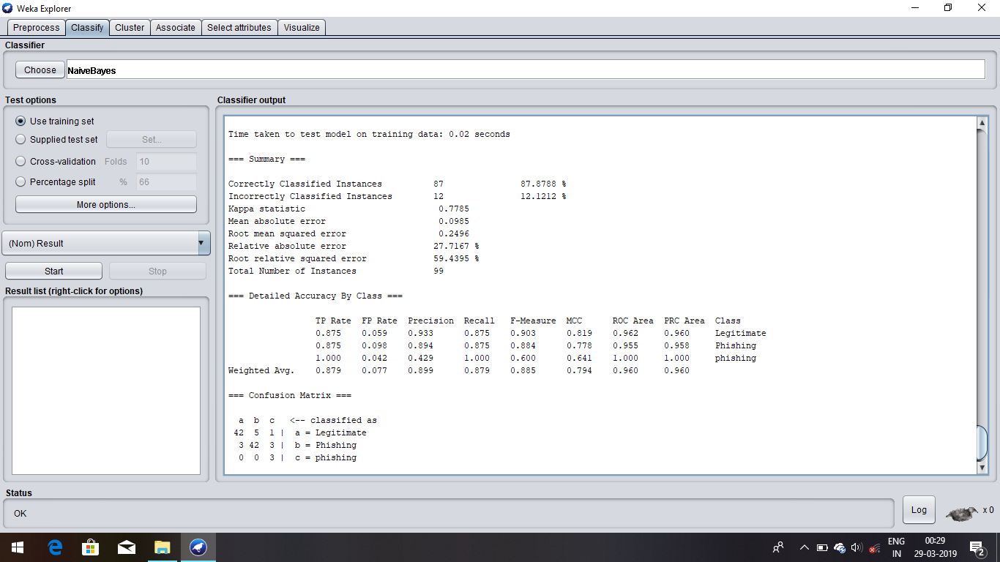 Weka Explorer
Preprocess Classify Cluster Associate Select attributes Visualize
Classifier
Choose NaiveBayes
Test options
Use training set
Supplied test set Set...
Cross-validation Folds 10
Percentage split % 66
More options...
(Nom) Result
Start Stop
Result list (right-click for options)
Classifier output
Time taken to test model on training data: 0.02 seconds
=== Summary ===
Correctly Classified Instances 87 87.8788 %
Incorrectly Classified Instances 12 12.1212 %
Kappa statistic 0.7785
Mean absolute error 0.0985
Root mean squared error 0.2496
Relative absolute error 27.7167 %
Root relative squared error 59.4395 %
Total Number of Instances 99
=== Detailed Accuracy By Class ===
TP Rate FP Rate Precision Recall F-Measure MCC ROC Area PRC Area Class
0.875 0.059 0.933 0.875 0.903 0.819 0.962 0.960 Legitimate
0.875 0.098 0.894 0.875 0.884 0.778 0.955 0.958 Phishing
1.000 0.042 0.429 1.000 0.600 0.641 1.000 1.000 phishing
Weighted Avg. 0.879 0.077 0.899 0.879 0.885 0.794 0.960 0.960
=== Confusion Matrix ===
a b c <-- classified as
42 5 1 | a = Legitimate
3 42 3 | b = Phishing
0 0 3 | c = phishing
Status
OK
Log
x 0
ENG
IN
00:29
29-03-2019
2